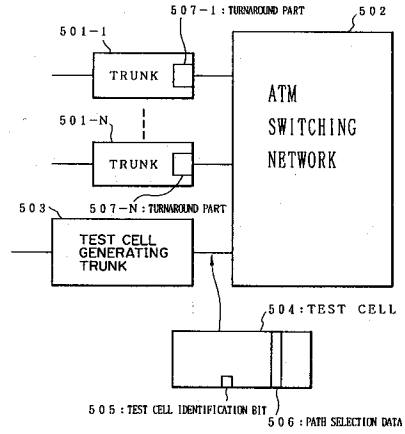 507-1 : TURNAROUND PART
502
501-1
TRUNK
ATM
SWITCHING
NETWORK
501-N
TRUNK
503
507-N : TURNAROUND PART
TEST CELL
GENERATING
TRUNK
504 : TEST CELL
505 : TEST CELL IDENTIFICATION BIT
506 : PATH SELECTION DATA